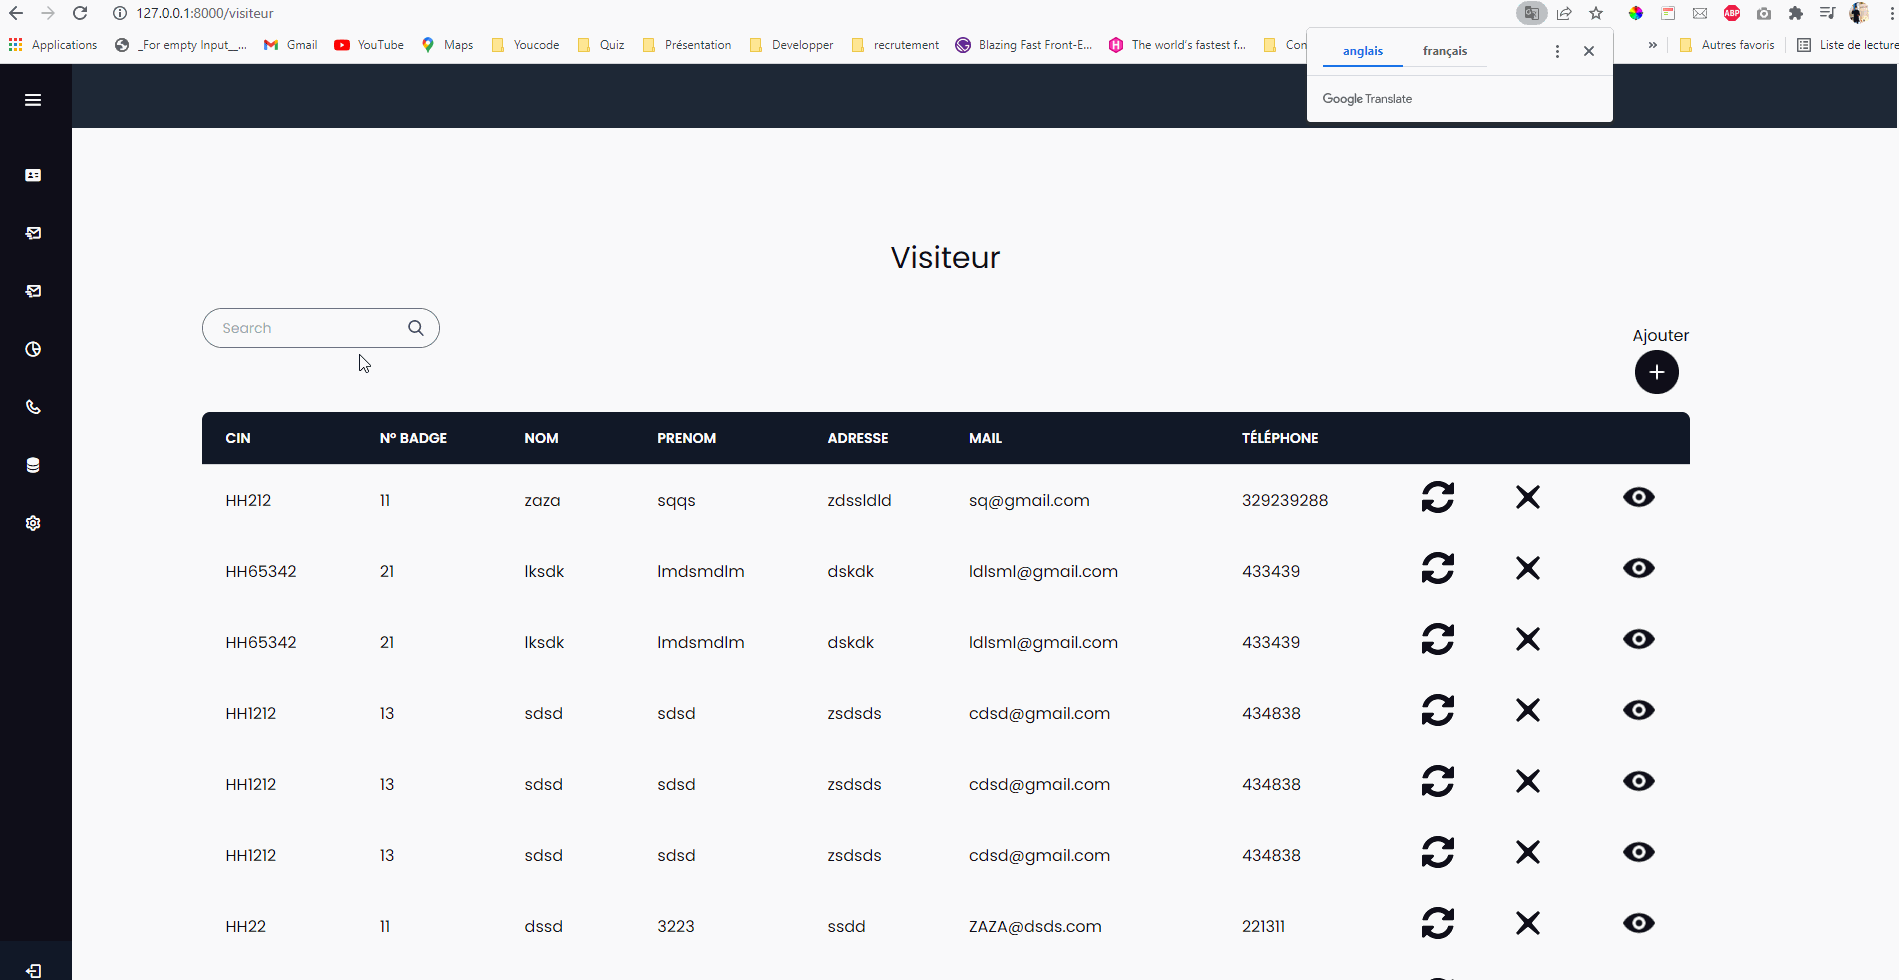 127.0.0.1:8000/visiteur
Applications _For empty Input_... Gmail YouTube Maps Youcode Quiz Présentation Developper recrutement Blazing Fast Front-E... The world's fastest f... Con » Autres favoris Liste de lecture
anglais français
Google Translate
Visiteur
Search
Ajouter
CIN N° BADGE NOM PRENOM ADRESSE MAIL TÉLÉPHONE
HH212 11 zaza sqqs zdssldld sq@gmail.com 329239288
HH65342 21 lksdk lmdsmdlm dskdk ldlsml@gmail.com 433439
HH65342 21 lksdk lmdsmdlm dskdk ldlsml@gmail.com 433439
HH1212 13 sdsd sdsd zsdsds cdsd@gmail.com 434838
HH1212 13 sdsd sdsd zsdsds cdsd@gmail.com 434838
HH1212 13 sdsd sdsd zsdsds cdsd@gmail.com 434838
HH22 11 dssd 3223 ssdd ZAZA@dsds.com 221311